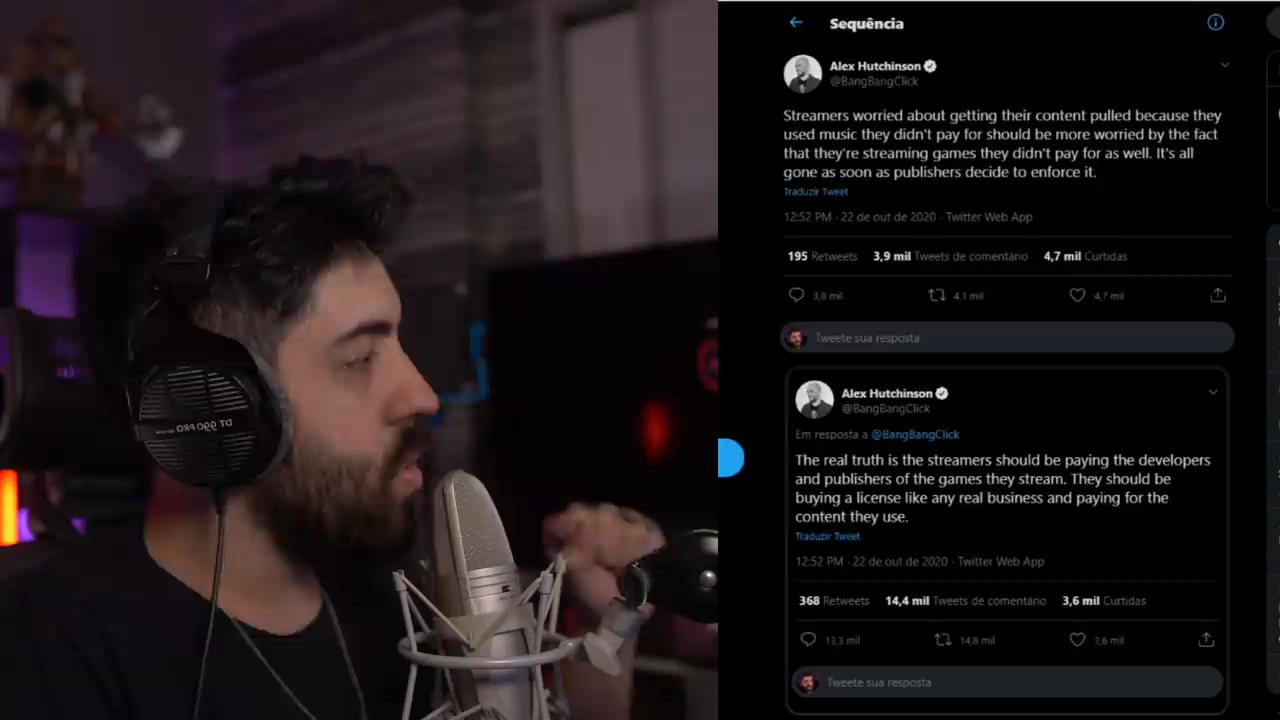 Sequência
Alex Hutchinson
@BangBangClick
Streamers worried about getting their content pulled because they
used music they didn't pay for should be more worried by the fact
that they're streaming games they didn't pay for as well. It's all
gone as soon as publishers decide to enforce it.
Traduzir Tweet
12:52 PM · 22 de out de 2020 · Twitter Web App
195 Retweets 3,9 mil Tweets de comentário 4,7 mil Curtidas
3,8 mil 4,1 mil 4,7 mil
Tweete sua resposta
Alex Hutchinson
@BangBangClick
Em resposta a @BangBangClick
The real truth is the streamers should be paying the developers
and publishers of the games they stream. They should be
buying a license like any real business and paying for the
content they use.
Traduzir Tweet
12:52 PM · 22 de out de 2020 · Twitter Web App
368 Retweets 14,4 mil Tweets de comentário 3,6 mil Curtidas
13,3 mil 14,8 mil 3,6 mil
Tweete sua resposta
DT 990 PRO